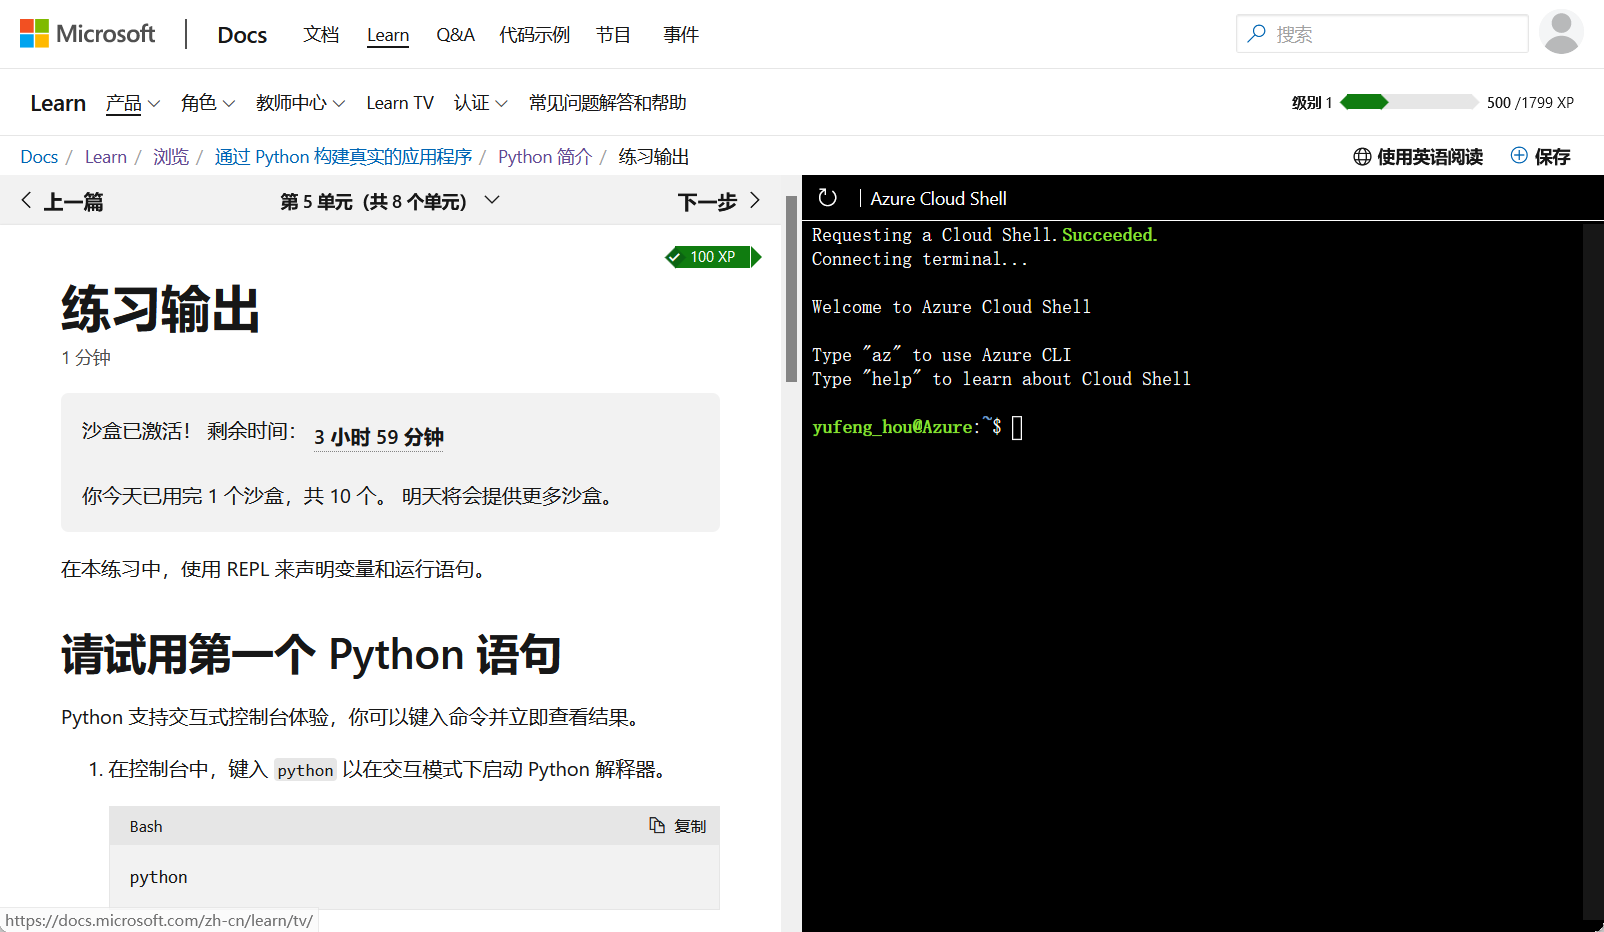 Microsoft Docs 文档 Learn Q&A 代码示例 节目 事件 搜索
Learn 产品 角色 教师中心 Learn TV 认证 常见问题解答和帮助 级别 1 500 /1799 XP
Docs / Learn / 浏览 / 通过 Python 构建真实的应用程序 / Python 简介 / 练习输出 使用英语阅读 保存
上一篇 第 5 单元（共 8 个单元） 下一步
100 XP
练习输出
1 分钟
沙盒已激活！ 剩余时间： 3 小时 59 分钟
你今天已用完 1 个沙盒，共 10 个。 明天将会提供更多沙盒。
在本练习中，使用 REPL 来声明变量和运行语句。
请试用第一个 Python 语句
Python 支持交互式控制台体验，你可以键入命令并立即查看结果。
1. 在控制台中，键入 python 以在交互模式下启动 Python 解释器。
Bash 复制
python
https://docs.microsoft.com/zh-cn/learn/tv/
Azure Cloud Shell
Requesting a Cloud Shell.Succeeded.
Connecting terminal...
Welcome to Azure Cloud Shell
Type "az" to use Azure CLI
Type "help" to learn about Cloud Shell
yufeng_hou@Azure:~$